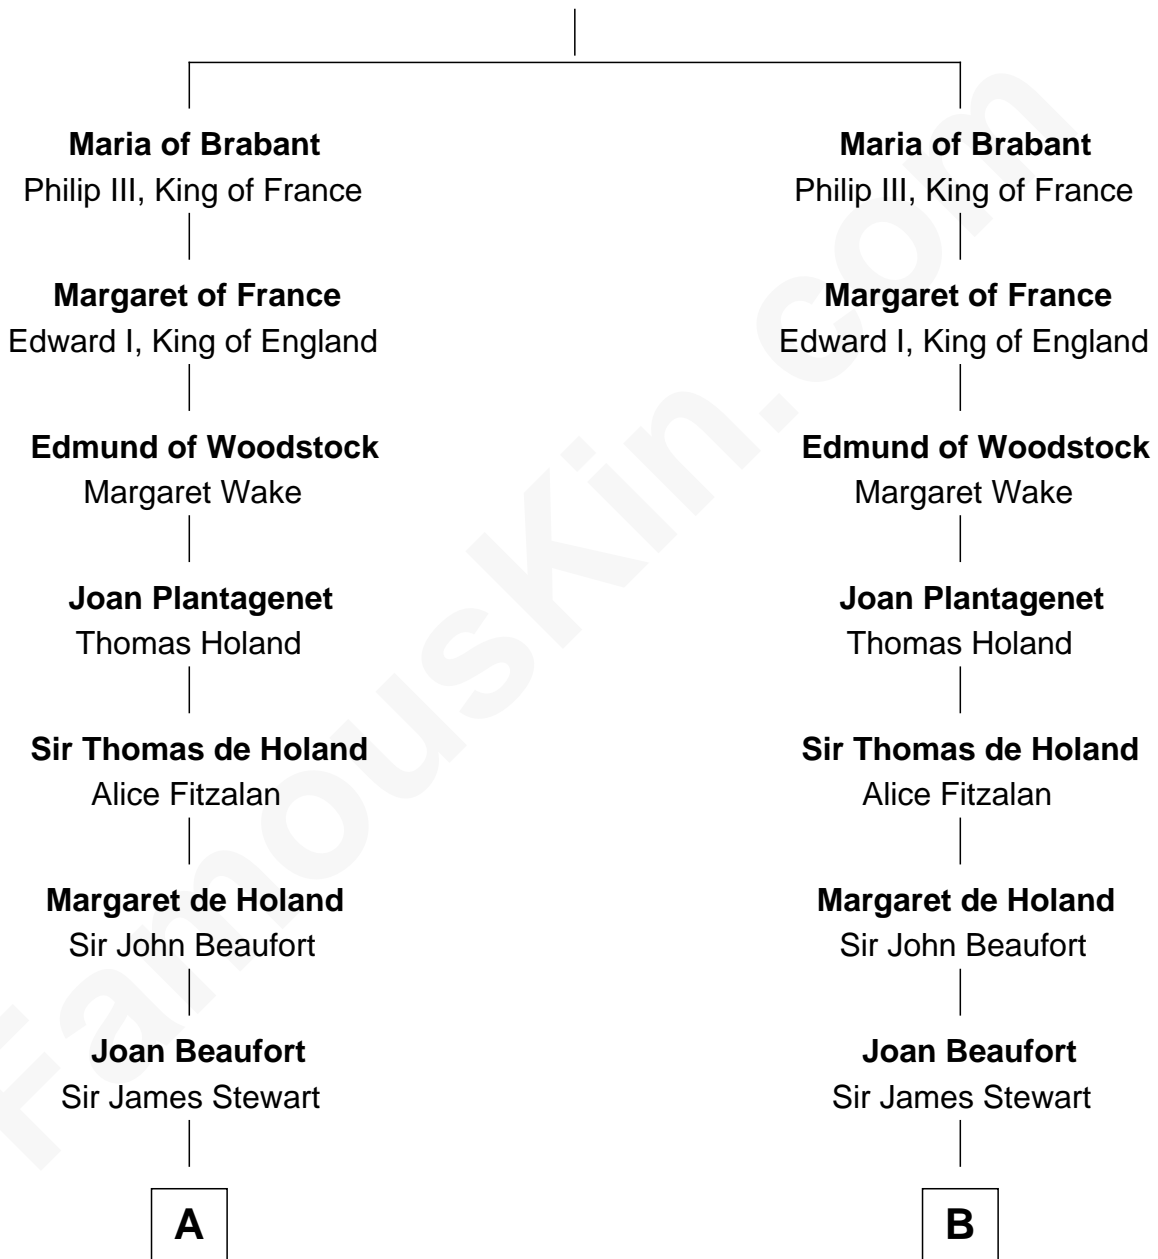 Maria of Brabant
Philip III, King of France
Margaret of France
Edward I, King of England
Edmund of Woodstock
Margaret Wake
Joan Plantagenet
Thomas Holand
Sir Thomas de Holand
Alice Fitzalan
Margaret de Holand
Sir John Beaufort
Joan Beaufort
Sir James Stewart
A
Maria of Brabant
Philip III, King of France
Margaret of France
Edward I, King of England
Edmund of Woodstock
Margaret Wake
Joan Plantagenet
Thomas Holand
Sir Thomas de Holand
Alice Fitzalan
Margaret de Holand
Sir John Beaufort
Joan Beaufort
Sir James Stewart
B
FamousKin.com